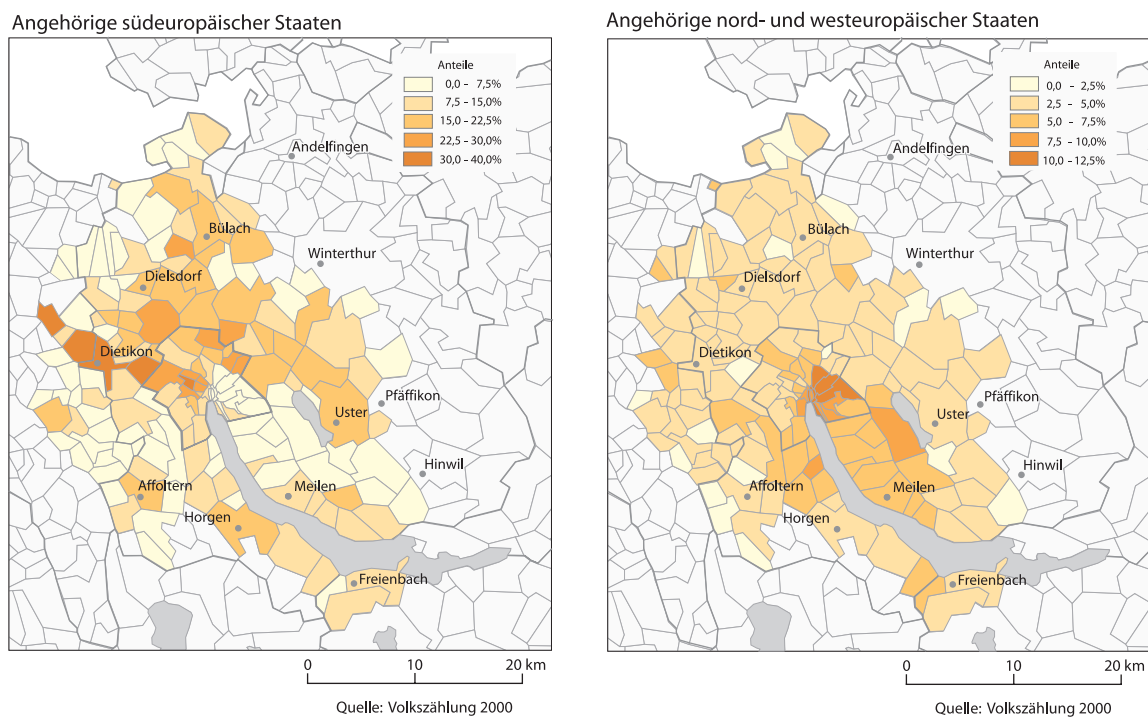 Angehörige südeuropäischer Staaten
Anteile
0,0 – 7,5%
7,5 – 15,0%
15,0 – 22,5%
22,5 – 30,0%
30,0 – 40,0%
Andelfingen
Bülach
Winterthur
Dielsdorf
Dietikon
Pfäffikon
Uster
Hinwil
Affoltern
Meilen
Horgen
Freienbach
0 10 20 km
Quelle: Volkszählung 2000
Angehörige nord- und westeuropäischer Staaten
Anteile
0,0 – 2,5%
2,5 – 5,0%
5,0 – 7,5%
7,5 – 10,0%
10,0 – 12,5%
Andelfingen
Bülach
Winterthur
Dielsdorf
Dietikon
Pfäffikon
Uster
Hinwil
Affoltern
Meilen
Horgen
Freienbach
0 10 20 km
Quelle: Volkszählung 2000